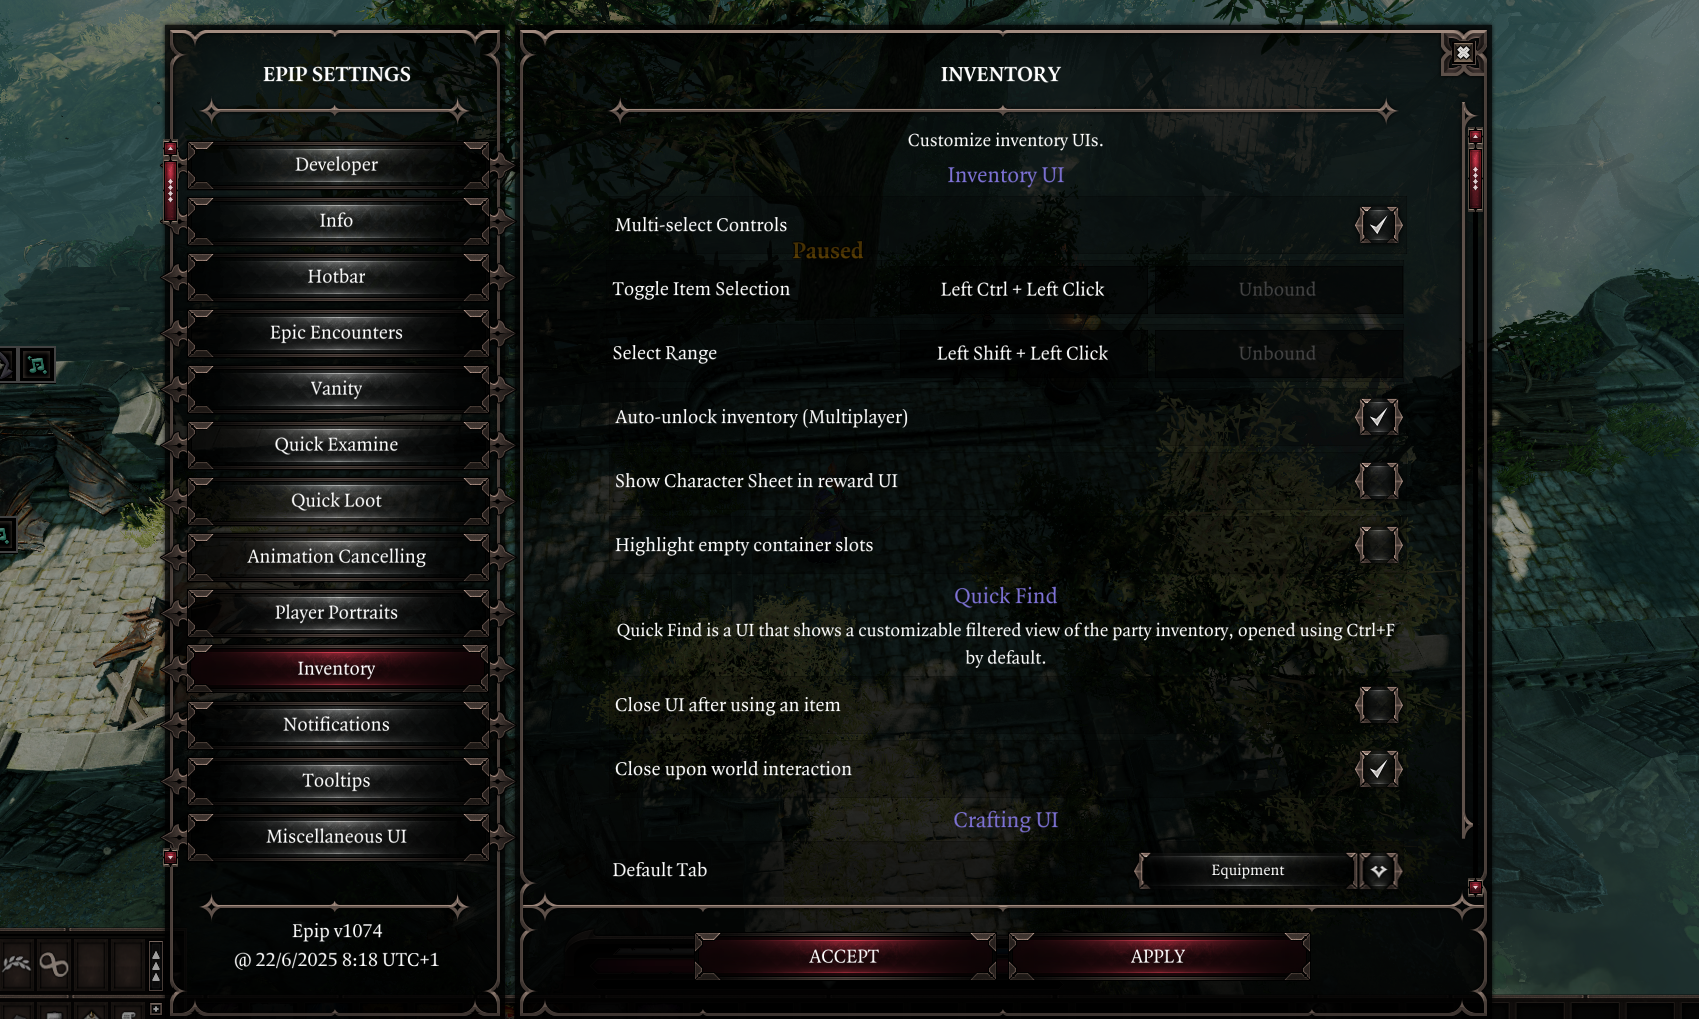 EPIP SETTINGS
Developer
Info
Hotbar
Epic Encounters
Vanity
Quick Examine
Quick Loot
Animation Cancelling
Player Portraits
Inventory
Notifications
Tooltips
Miscellaneous UI
Epip v1074
@ 22/6/2025 8:18 UTC+1
INVENTORY
Customize inventory UIs.
Inventory UI
Multi-select Controls
Paused
Toggle Item Selection Left Ctrl + Left Click Unbound
Select Range Left Shift + Left Click Unbound
Auto-unlock inventory (Multiplayer)
Show Character Sheet in reward UI
Highlight empty container slots
Quick Find
Quick Find is a UI that shows a customizable filtered view of the party inventory, opened using Ctrl+F
by default.
Close UI after using an item
Close upon world interaction
Crafting UI
Default Tab Equipment
ACCEPT APPLY